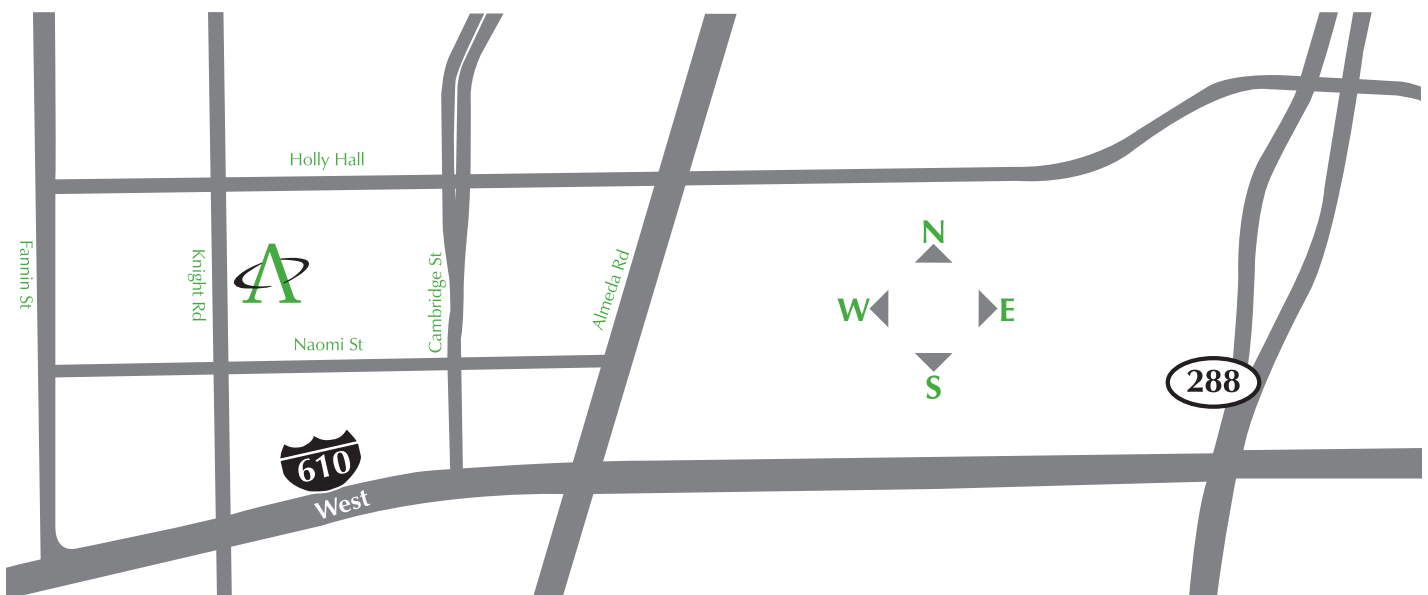 Holly Hall
N
Fannin St
Knight Rd
Cambridge St
Almeda Rd
W
E
Naomi St
S
288
610
West